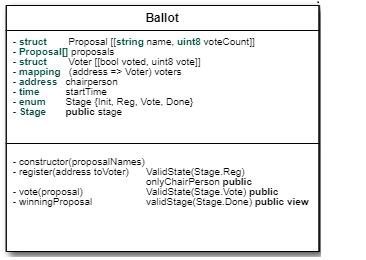 Ballot
- struct Proposal [[string name, uint8 voteCount]]
- Proposal[] proposals
- struct Voter [[bool voted, uint8 vote]]
- mapping (address => Voter) voters
- address chairperson
- time startTime
- enum Stage {Init, Reg, Vote, Done}
- Stage public stage
- constructor(proposalNames)
- register(address toVoter) ValidState(Stage.Reg)
onlyChairPerson public
- vote(proposal) ValidState(Stage.Vote) public
- winningProposal validStage(Stage.Done) public view